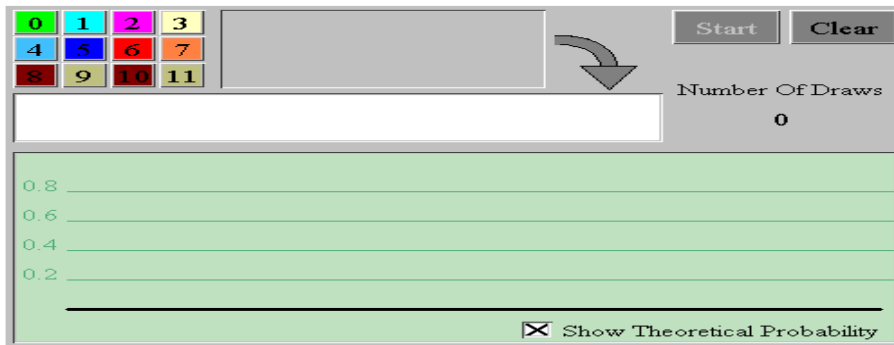 0 1 2 3
Start Clear
4 5 6 7
8 9 10 11
Number Of Draws
0
0.8
0.6
0.4
0.2
Show Theoretical Probability